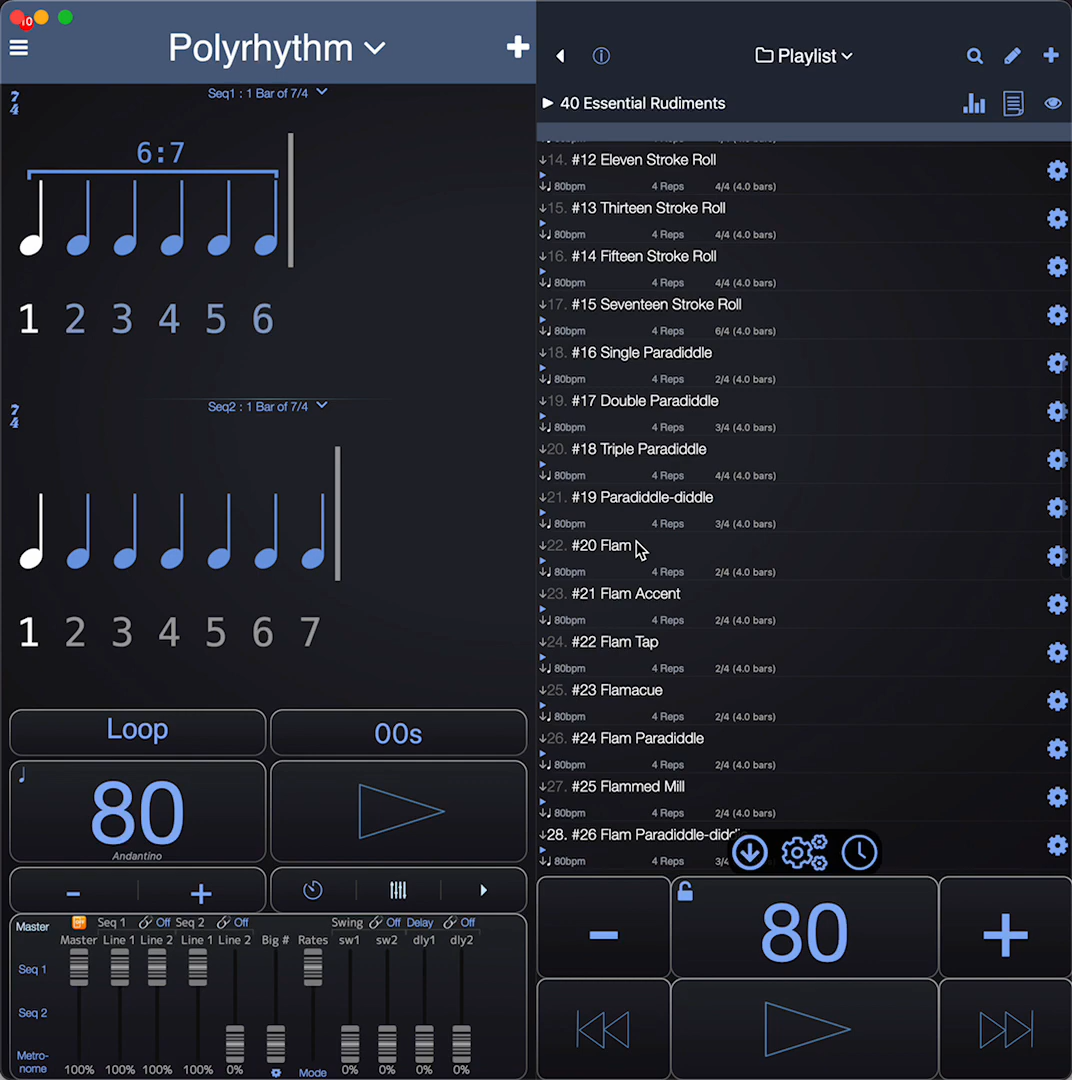 10
Polyrhythm
7
4
Seq1 : 1 Bar of 7/4
6:7
1 2 3 4 5 6
7
4
Seq2 : 1 Bar of 7/4
1 2 3 4 5 6 7
Loop
00s
80
Andantino
- +
Master Seq 1 Off Seq 2 Off Swing Off Delay Off
Master Line 1 Line 2 Line 1 Line 2 Big # Rates sw1 sw2 dly1 dly2
Seq 1
Seq 2
Metro-
nome
100% 100% 100% 100% 0% Mode 0% 0% 0% 0%
Playlist
40 Essential Rudiments
14. #12 Eleven Stroke Roll
80bpm 4 Reps 4/4 (4.0 bars)
15. #13 Thirteen Stroke Roll
80bpm 4 Reps 4/4 (4.0 bars)
16. #14 Fifteen Stroke Roll
80bpm 4 Reps 4/4 (4.0 bars)
17. #15 Seventeen Stroke Roll
80bpm 4 Reps 6/4 (4.0 bars)
18. #16 Single Paradiddle
80bpm 4 Reps 2/4 (4.0 bars)
19. #17 Double Paradiddle
80bpm 4 Reps 3/4 (4.0 bars)
20. #18 Triple Paradiddle
80bpm 4 Reps 4/4 (4.0 bars)
21. #19 Paradiddle-diddle
80bpm 4 Reps 3/4 (4.0 bars)
22. #20 Flam
80bpm 4 Reps 2/4 (4.0 bars)
23. #21 Flam Accent
80bpm 4 Reps 2/4 (4.0 bars)
24. #22 Flam Tap
80bpm 4 Reps 2/4 (4.0 bars)
25. #23 Flamacue
80bpm 4 Reps 2/4 (4.0 bars)
26. #24 Flam Paradiddle
80bpm 4 Reps 2/4 (4.0 bars)
27. #25 Flammed Mill
80bpm 4 Reps 2/4 (4.0 bars)
28. #26 Flam Paradiddle-did
80bpm 4 Reps 3/4
- 80 +